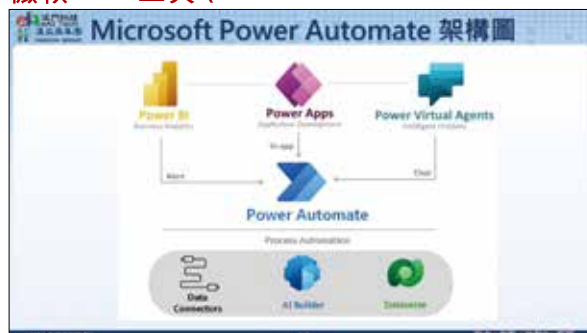 Microsoft Power Automate 架構圖
Power BI
Business Analytics
Power Apps
Application Development
Power Virtual Agents
Intelligent Chatbots
In-app
Alert
Chat
Power Automate
Process Automation
Data
Connectors
AI Builder
Dataverse